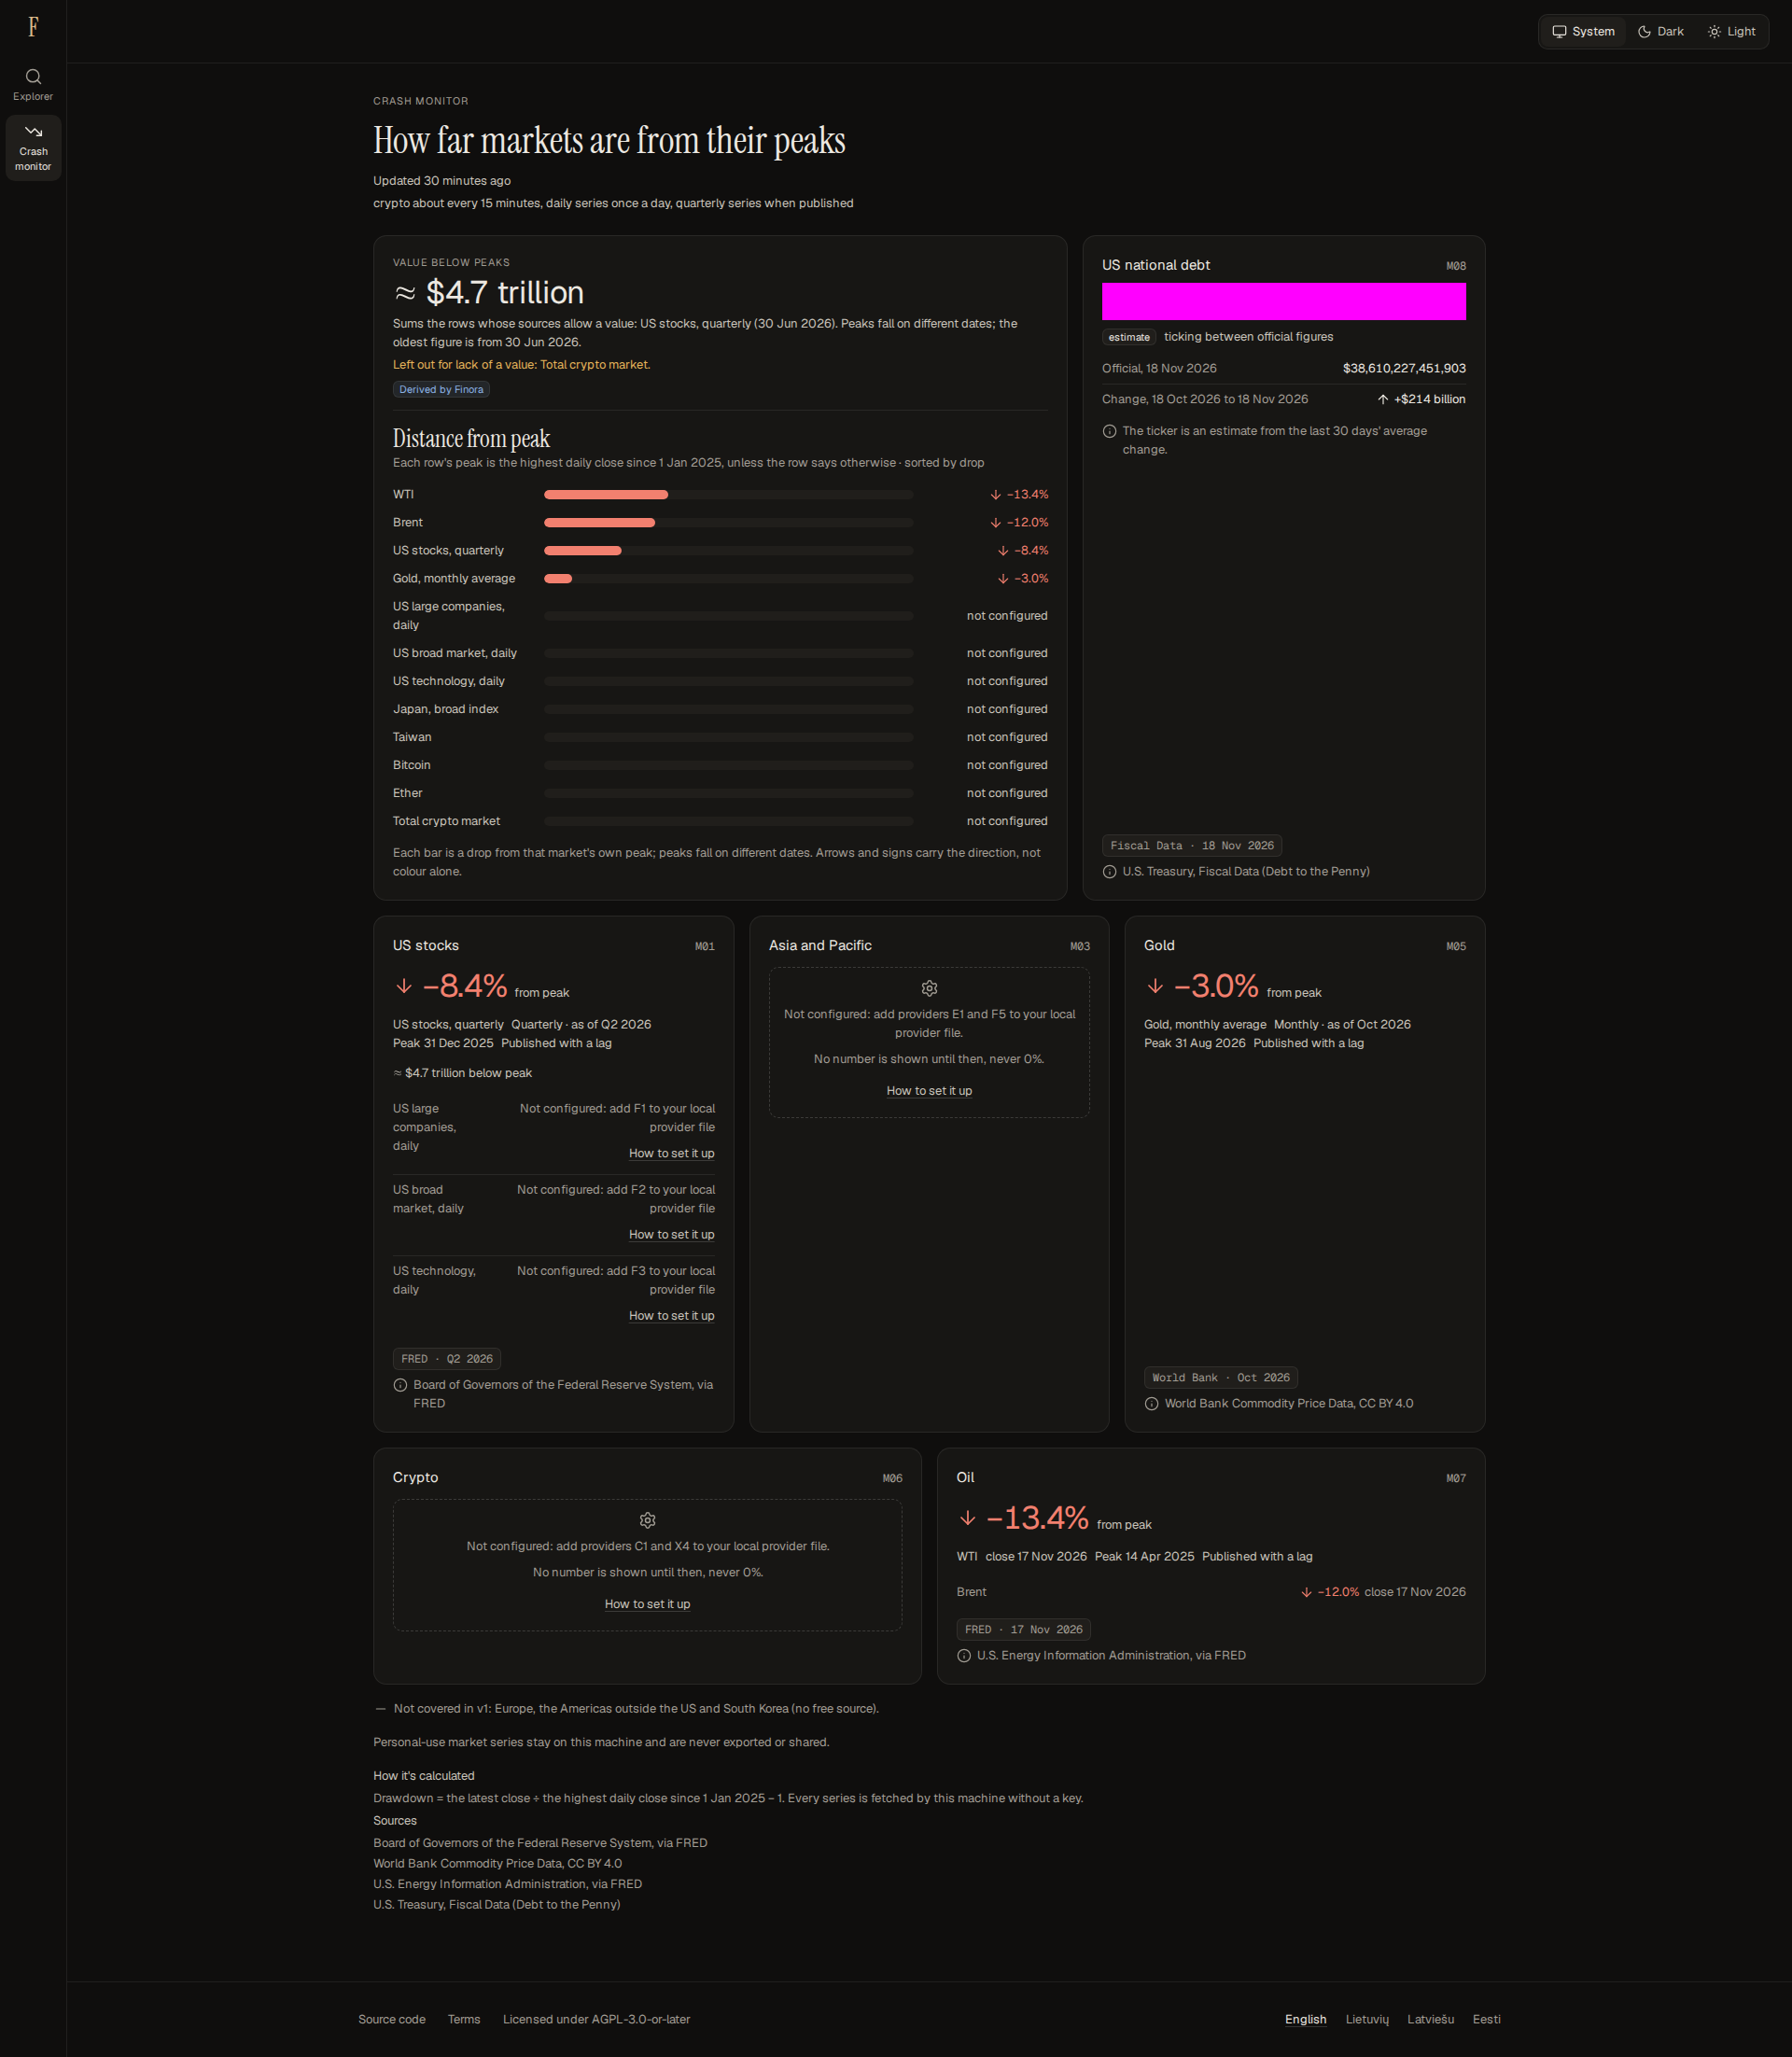 F
Explorer
Crash
monitor
System
Dark
Light
CRASH MONITOR
How far markets are from their peaks
Updated 30 minutes ago
crypto about every 15 minutes, daily series once a day, quarterly series when published
VALUE BELOW PEAKS
≈ $4.7 trillion
Sums the rows whose sources allow a value: US stocks, quarterly (30 Jun 2026). Peaks fall on different dates; the
oldest figure is from 30 Jun 2026.
Left out for lack of a value: Total crypto market.
Derived by Finora
Distance from peak
Each row's peak is the highest daily close since 1 Jan 2025, unless the row says otherwise · sorted by drop
WTI ↓ −13.4%
Brent ↓ −12.0%
US stocks, quarterly ↓ −8.4%
Gold, monthly average ↓ −3.0%
US large companies,
daily
not configured
US broad market, daily not configured
US technology, daily not configured
Japan, broad index not configured
Taiwan not configured
Bitcoin not configured
Ether not configured
Total crypto market not configured
Each bar is a drop from that market's own peak; peaks fall on different dates. Arrows and signs carry the direction, not
colour alone.
US national debt M08
estimate ticking between official figures
Official, 18 Nov 2026 $38,610,227,451,903
Change, 18 Oct 2026 to 18 Nov 2026 ↑ +$214 billion
The ticker is an estimate from the last 30 days' average
change.
Fiscal Data · 18 Nov 2026
U.S. Treasury, Fiscal Data (Debt to the Penny)
US stocks M01
↓ −8.4% from peak
US stocks, quarterly Quarterly · as of Q2 2026
Peak 31 Dec 2025 Published with a lag
≈ $4.7 trillion below peak
US large
companies,
daily
Not configured: add F1 to your local
provider file
How to set it up
US broad
market, daily
Not configured: add F2 to your local
provider file
How to set it up
US technology,
daily
Not configured: add F3 to your local
provider file
How to set it up
FRED · Q2 2026
Board of Governors of the Federal Reserve System, via
FRED
Asia and Pacific M03
Not configured: add providers E1 and F5 to your local
provider file.
No number is shown until then, never 0%.
How to set it up
Gold M05
↓ −3.0% from peak
Gold, monthly average Monthly · as of Oct 2026
Peak 31 Aug 2026 Published with a lag
World Bank · Oct 2026
World Bank Commodity Price Data, CC BY 4.0
Crypto M06
Not configured: add providers C1 and X4 to your local provider file.
No number is shown until then, never 0%.
How to set it up
Oil M07
↓ −13.4% from peak
WTI close 17 Nov 2026 Peak 14 Apr 2025 Published with a lag
Brent ↓ −12.0% close 17 Nov 2026
FRED · 17 Nov 2026
U.S. Energy Information Administration, via FRED
— Not covered in v1: Europe, the Americas outside the US and South Korea (no free source).
Personal-use market series stay on this machine and are never exported or shared.
How it's calculated
Drawdown = the latest close ÷ the highest daily close since 1 Jan 2025 − 1. Every series is fetched by this machine without a key.
Sources
Board of Governors of the Federal Reserve System, via FRED
World Bank Commodity Price Data, CC BY 4.0
U.S. Energy Information Administration, via FRED
U.S. Treasury, Fiscal Data (Debt to the Penny)
Source code Terms Licensed under AGPL-3.0-or-later
English Lietuvių Latviešu Eesti